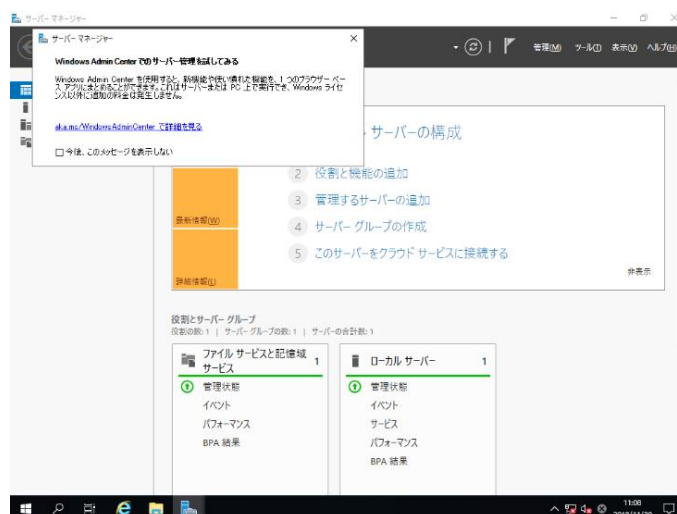 サーバー マネージャー
サーバー マネージャー
Windows Admin Center でのサーバー管理を試してみる
Windows Admin Center を使用すると、新機能や使い慣れた機能を、1 つのブラウザー ベー
ス アプリにまとめることができます。これはサーバーまたは PC 上で実行でき、Windows ライセ
ンス以外に追加の料金は発生しません。
aka.ms/WindowsAdminCenter で詳細を見る
今後、このメッセージを表示しない
管理(M) ツール(T) 表示(V) ヘルプ(H)
サーバーの構成
2 役割と機能の追加
3 管理するサーバーの追加
最新情報(W)
4 サーバー グループの作成
5 このサーバーをクラウド サービスに接続する
非表示
詳細情報(L)
役割とサーバー グループ
役割の数: 1 | サーバー グループの数: 1 | サーバーの合計数: 1
ファイル サービスと記憶域
サービス
1
管理状態
イベント
パフォーマンス
BPA 結果
ローカル サーバー 1
管理状態
イベント
サービス
パフォーマンス
BPA 結果
11:08